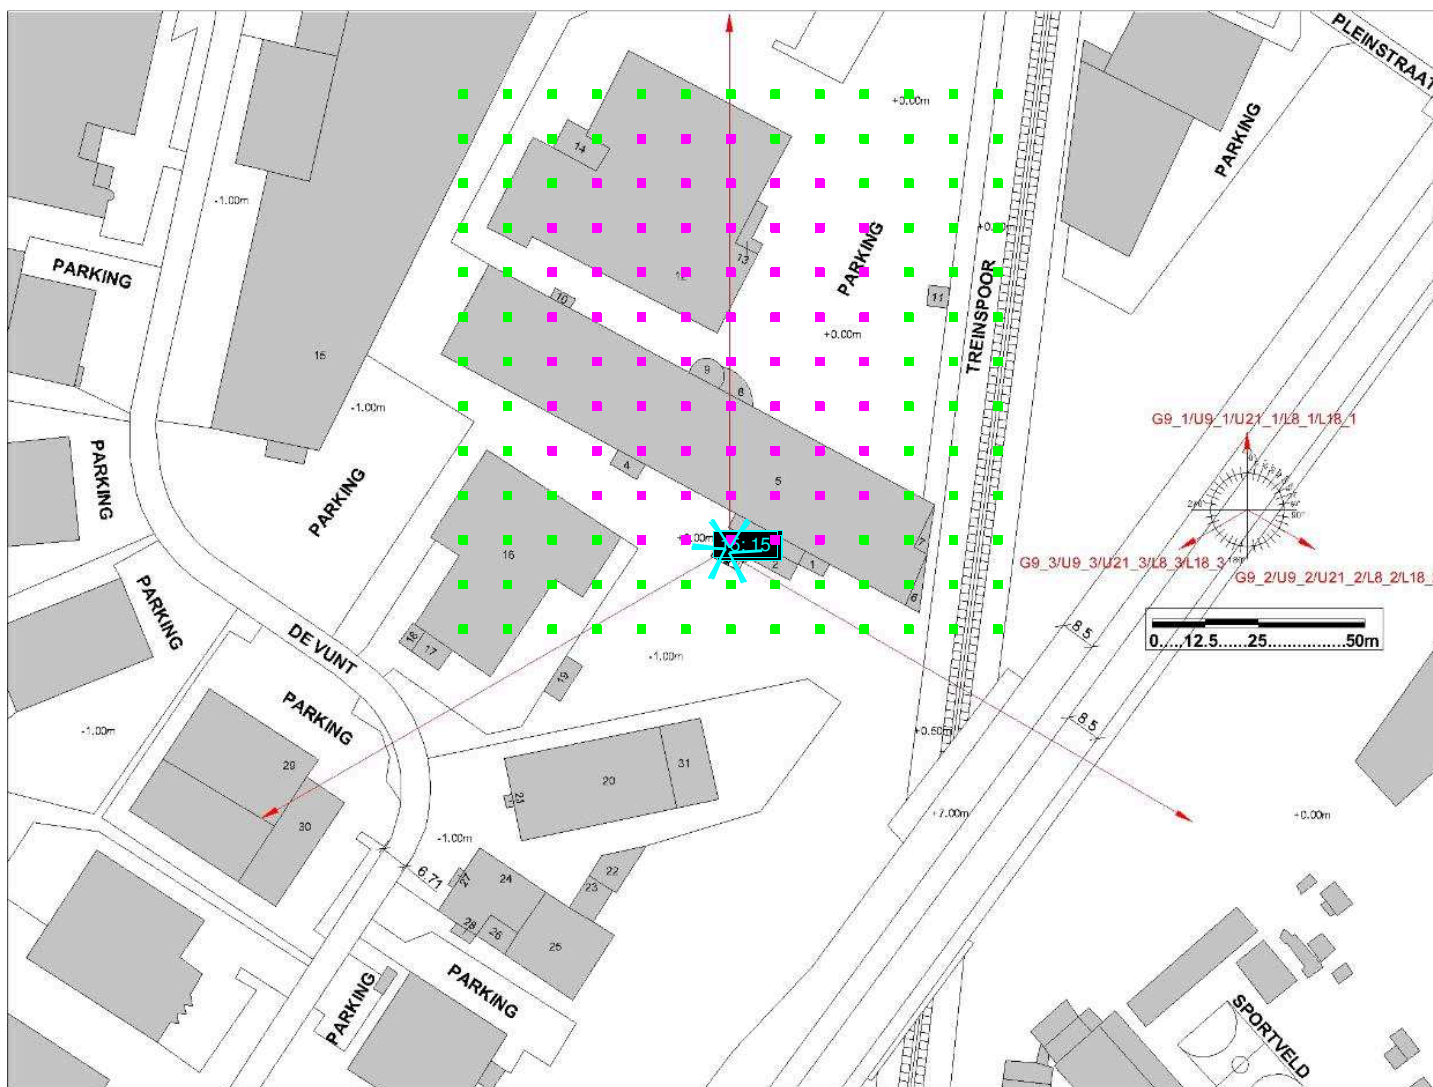 PLEINSTRAAT
+0.00m
PARKING
14
-1.00m
PARKING
PARKING
13
10
11
TREINSPOOR
+0.00m
15
9
8
-1.00m
G9_1/U9_1/U21_1/L8_1/L18_1
PARKING
4
5
PARKING
90°
7
16
2
1
G9_3/U9_3/U21_3/L8_3/L18_3
G9_2/U9_2/U21_2/L8_2/L18_
PARKING
6
8.5
0....12.5....25..............50m
DE VUNT
18
17
-1.00m
19
PARKING
8.5
-1.00m
+0.50m
29
20
31
21
30
+7.00m
+0.00m
-1.00m
6.71
27
24
22
23
28
26
25
PARKING
PARKING
SPORTVELD